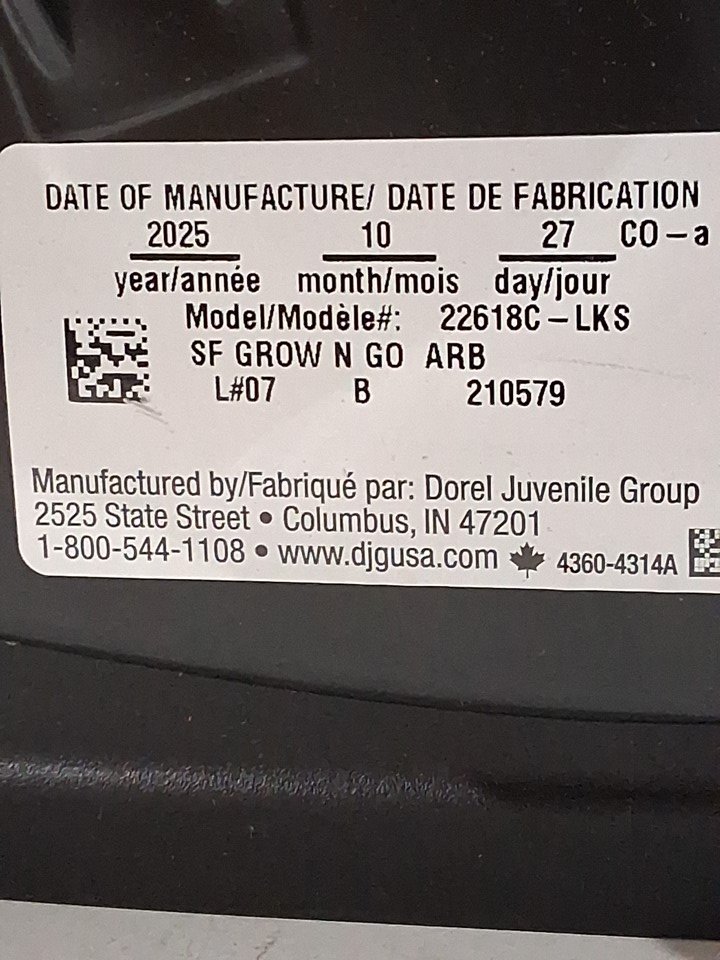 DATE OF MANUFACTURE/ DATE DE FABRICATION
2025 10 27 CO-a
year/année month/mois day/jour
Model/Modèle#: 22618C-LKS
SF GROW N GO ARB
L#07 B 210579
Manufactured by/Fabriqué par: Dorel Juvenile Group
2525 State Street • Columbus, IN 47201
1-800-544-1108 • www.djgusa.com 4360-4314A